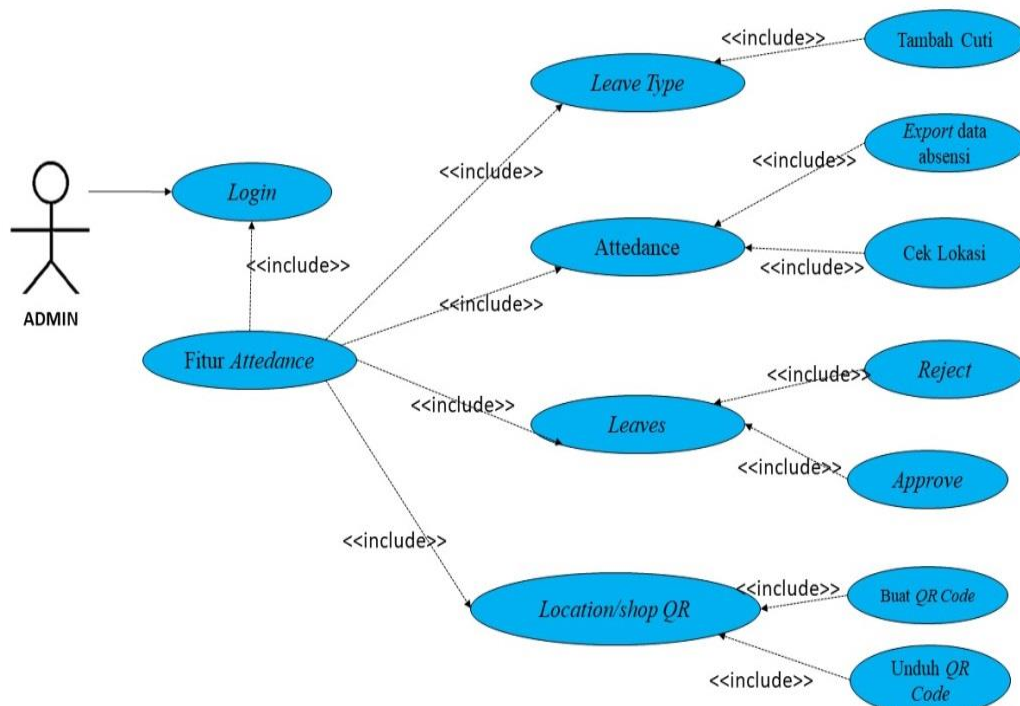 <<include>>
Tambah Cuti
Leave Type
Export data
absensi
<<include>>
<<include>>
Login
Attedance
Cek Lokasi
<<include>>
<<include>>
<<include>>
ADMIN
Fitur Attedance
Reject
<<include>>
<<include>>
Leaves
<<include>>
Approve
<<include>>
<<include>>
Buat QR Code
Location/shop QR
Unduh QR
Code
<<include>>